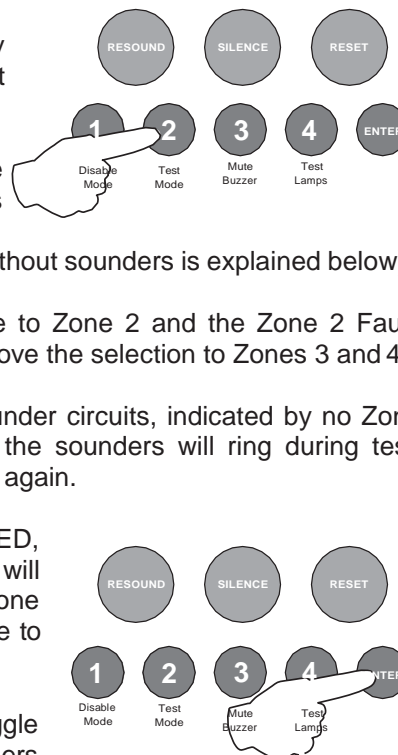 RESOUND SILENCE RESET
1 2 3 4 ENTER
Disable Mode Test Mode Mute Buzzer Test Lamps
thout sounders is explained below
e to Zone 2 and the Zone 2 Fau
ove the selection to Zones 3 and 4
under circuits, indicated by no Zon
the sounders will ring during tes
again.
ED,
will
one
e to
RESOUND SILENCE RESET
1 2 3 4 NTER
Disable Mode Test Mode Mute Buzzer Test Lamps
ggle